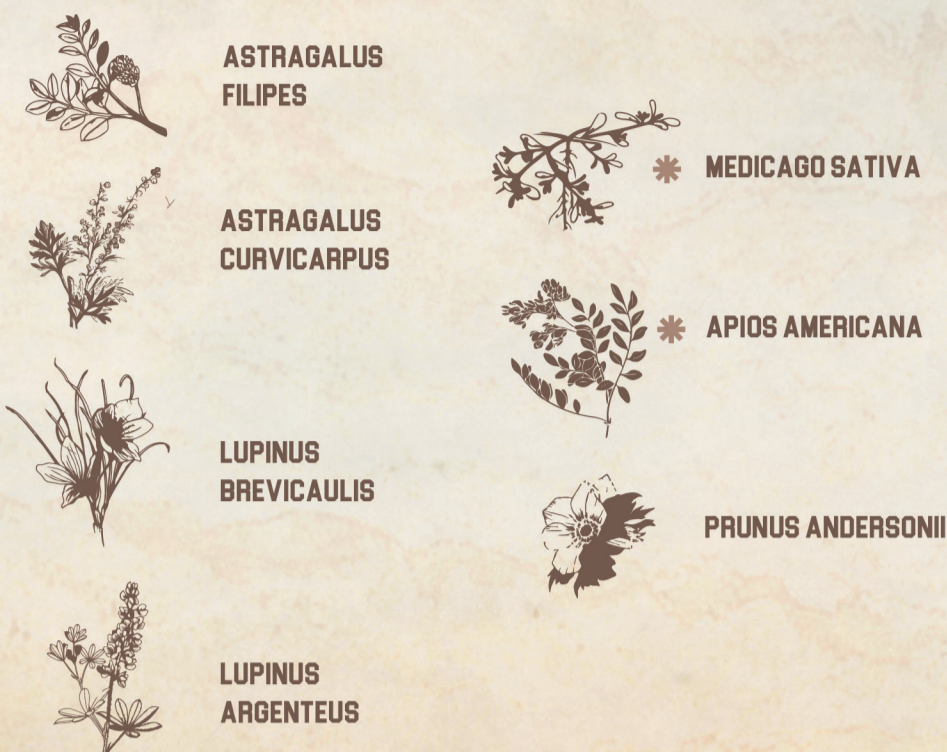 ASTRAGALUS
FILIPES
ASTRAGALUS
CURVICARPUS
LUPINUS
BREVICAULIS
LUPINUS
ARGENTEUS
MEDICAGO SATIVA
APIOS AMERICANA
PRUNUS ANDERSONII